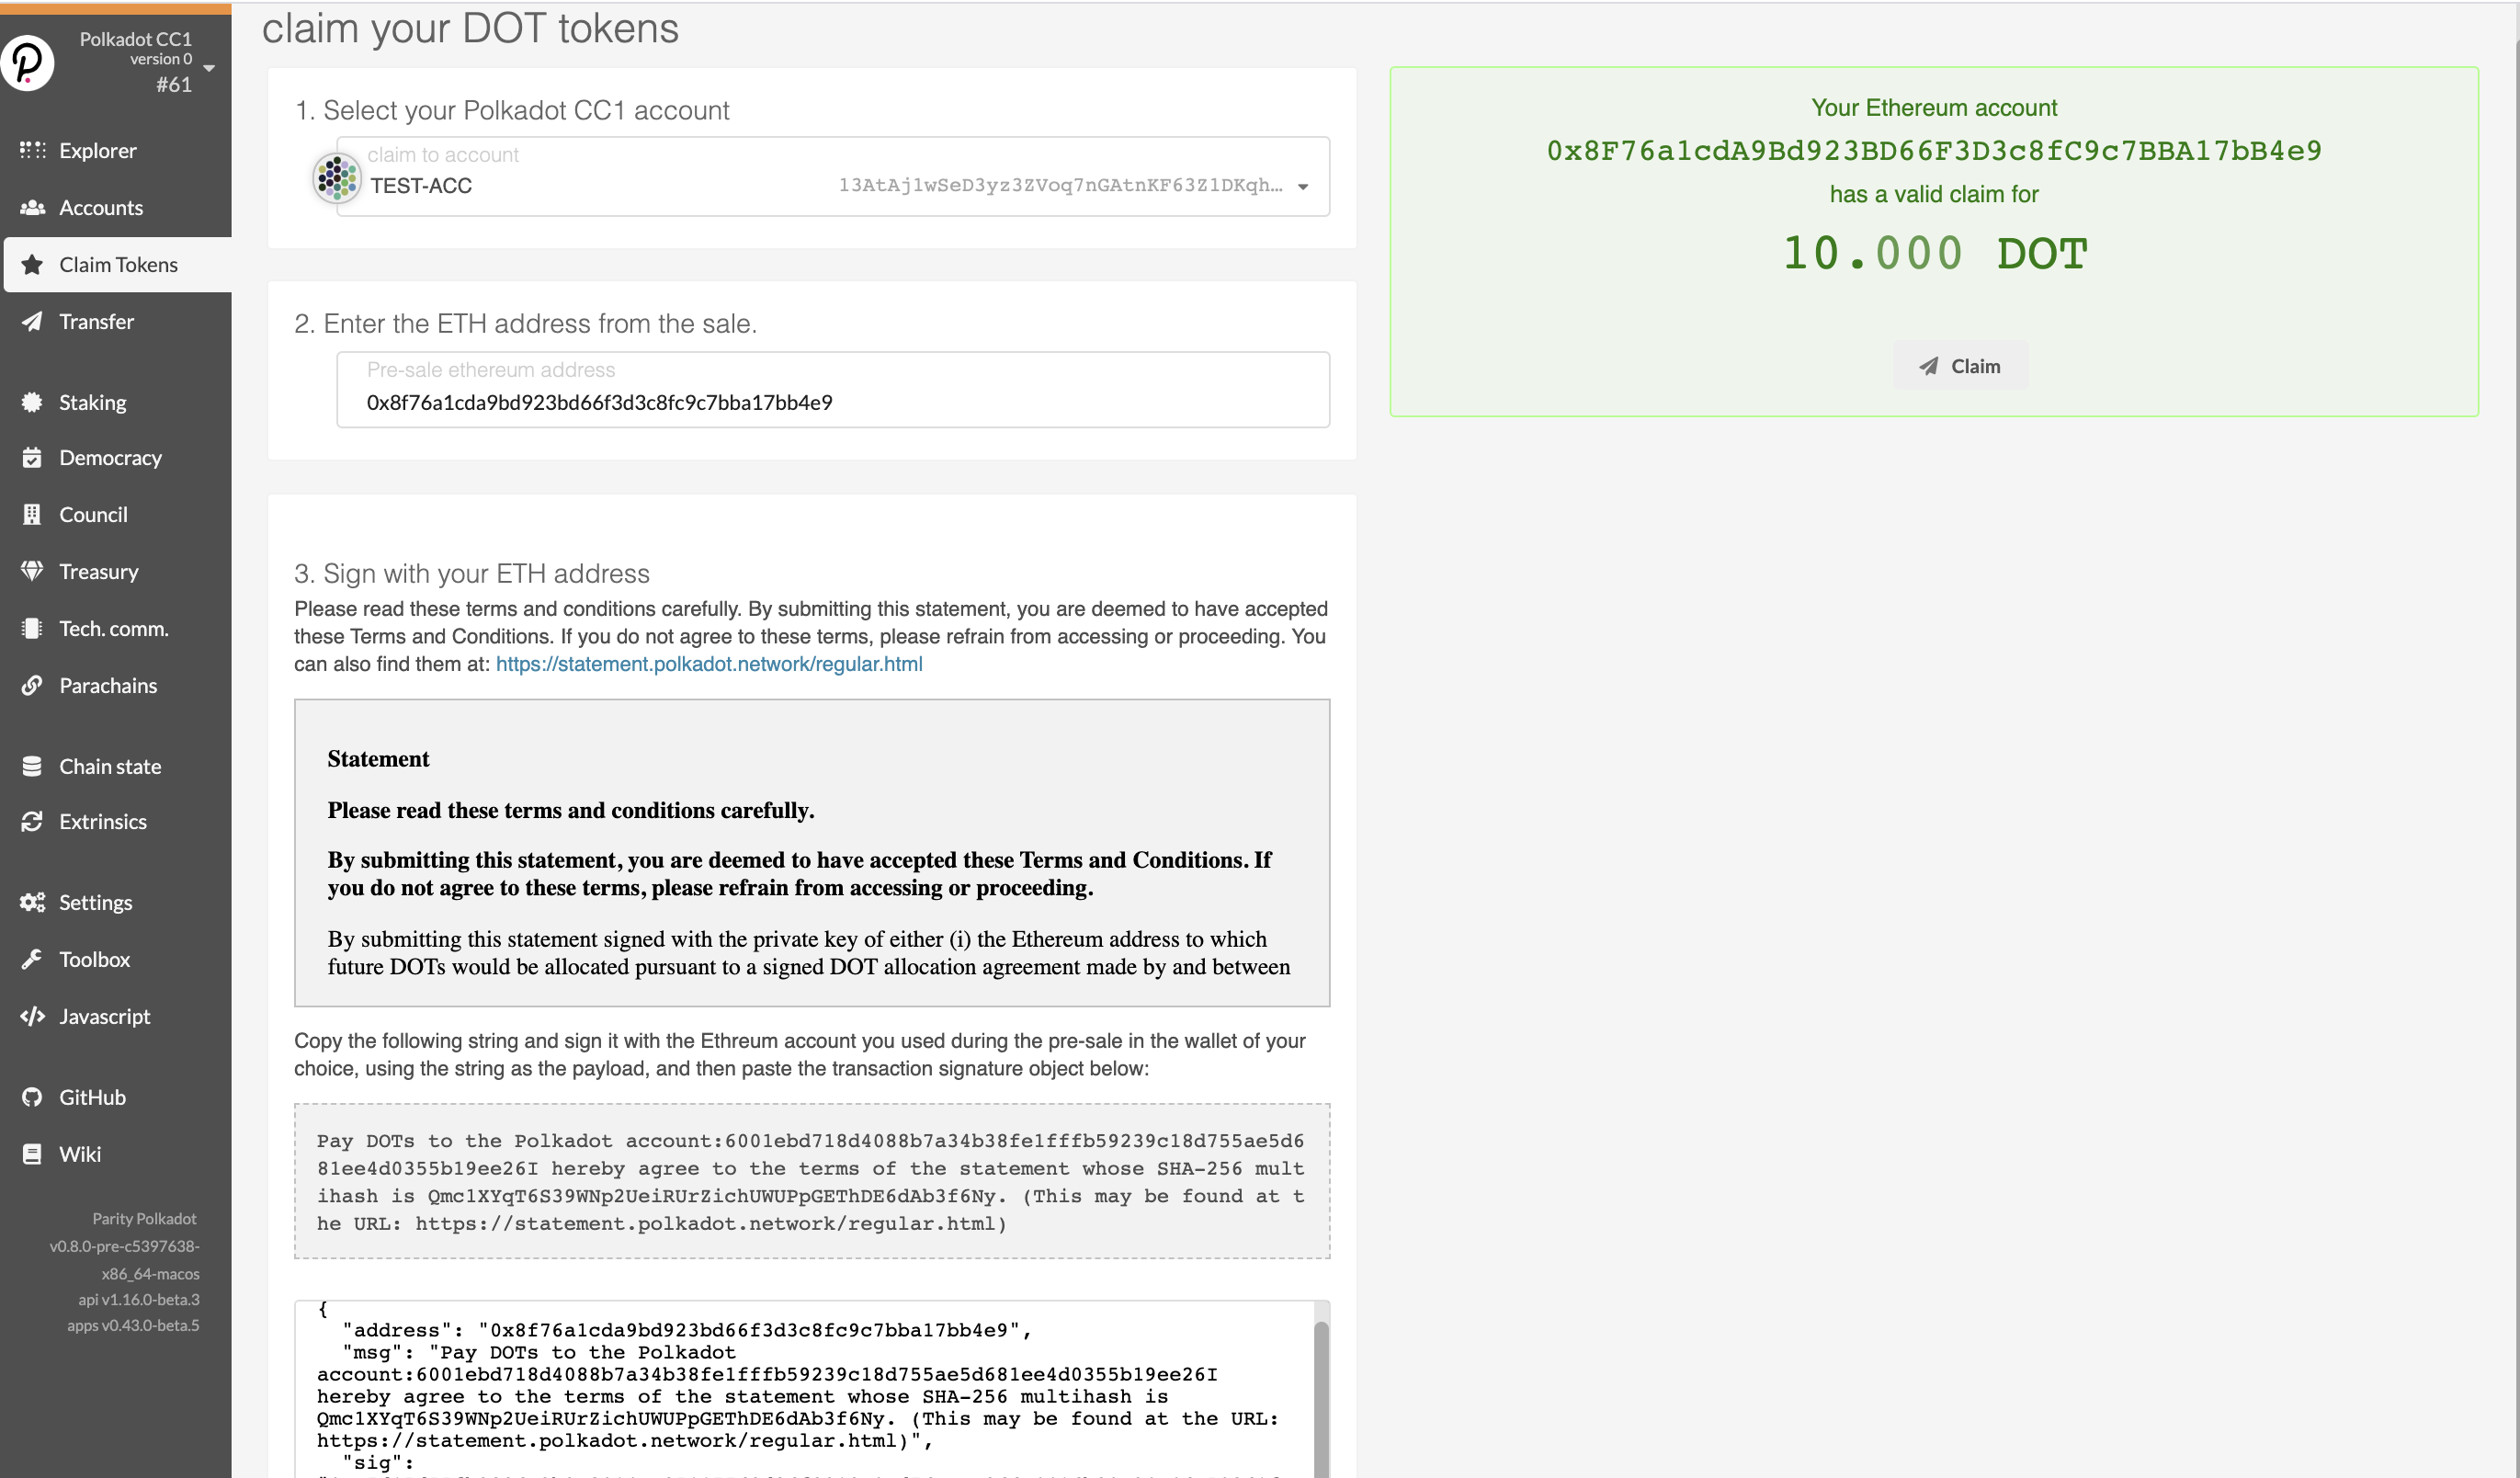 Polkadot CC1
version 0
#61
Explorer
Accounts
Claim Tokens
Transfer
Staking
Democracy
Council
Treasury
Tech. comm.
Parachains
Chain state
Extrinsics
Settings
Toolbox
Javascript
GitHub
Wiki
Parity Polkadot
v0.8.0-pre-c5397638-
x86_64-macos
api v1.16.0-beta.3
apps v0.43.0-beta.5
claim your DOT tokens
1. Select your Polkadot CC1 account
claim to account
TEST-ACC 13AtAj1wSeD3yz3ZVoq7nGAtnKF63Z1DKqh…
2. Enter the ETH address from the sale.
Pre-sale ethereum address
0x8f76a1cda9bd923bd66f3d3c8fc9c7bba17bb4e9
3. Sign with your ETH address
Please read these terms and conditions carefully. By submitting this statement, you are deemed to have accepted
these Terms and Conditions. If you do not agree to these terms, please refrain from accessing or proceeding. You
can also find them at: https://statement.polkadot.network/regular.html
Statement
Please read these terms and conditions carefully.
By submitting this statement, you are deemed to have accepted these Terms and Conditions. If
you do not agree to these terms, please refrain from accessing or proceeding.
By submitting this statement signed with the private key of either (i) the Ethereum address to which
future DOTs would be allocated pursuant to a signed DOT allocation agreement made by and between
Copy the following string and sign it with the Ethreum account you used during the pre-sale in the wallet of your
choice, using the string as the payload, and then paste the transaction signature object below:
Pay DOTs to the Polkadot account:6001ebd718d4088b7a34b38fe1fffb59239c18d755ae5d6
81ee4d0355b19ee26I hereby agree to the terms of the statement whose SHA-256 mult
ihash is Qmc1XYqT6S39WNp2UeiRUrZichUWUPpGEThDE6dAb3f6Ny. (This may be found at t
he URL: https://statement.polkadot.network/regular.html)
{
"address": "0x8f76a1cda9bd923bd66f3d3c8fc9c7bba17bb4e9",
"msg": "Pay DOTs to the Polkadot
account:6001ebd718d4088b7a34b38fe1fffb59239c18d755ae5d681ee4d0355b19ee26I
hereby agree to the terms of the statement whose SHA-256 multihash is
Qmc1XYqT6S39WNp2UeiRUrZichUWUPpGEThDE6dAb3f6Ny. (This may be found at the URL:
https://statement.polkadot.network/regular.html)",
"sig":
Your Ethereum account
0x8F76a1cdA9Bd923BD66F3D3c8fC9c7BBA17bB4e9
has a valid claim for
10.000 DOT
Claim